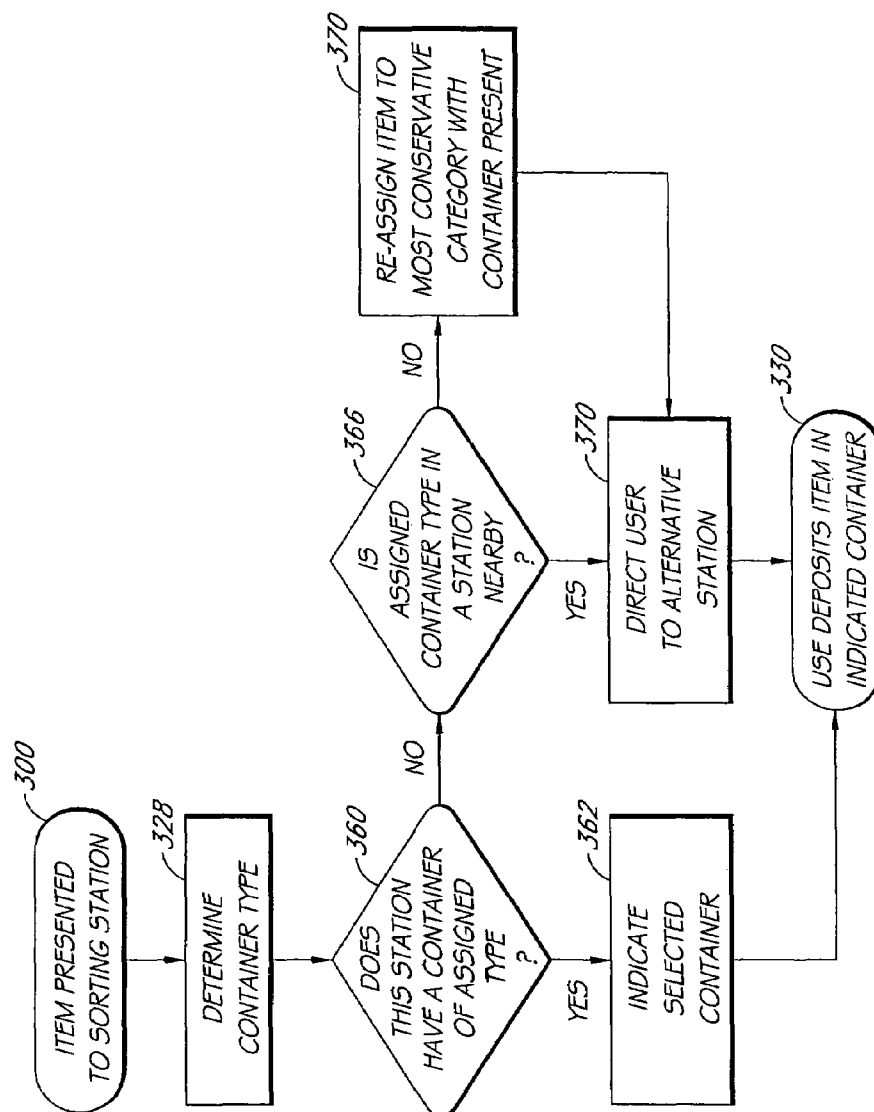 300
ITEM PRESENTED
TO SORTING STATION
328
DETERMINE
CONTAINER TYPE
360
DOES
THIS STATION
HAVE A CONTAINER
OF ASSIGNED
TYPE
?
NO
YES
362
INDICATE
SELECTED
CONTAINER
366
IS
ASSIGNED
CONTAINER TYPE IN
A STATION
NEARBY
?
NO
YES
370
RE-ASSIGN ITEM TO
MOST CONSERVATIVE
CATEGORY WITH
CONTAINER PRESENT
370
DIRECT USER
TO ALTERNATIVE
STATION
330
USE DEPOSITS ITEM IN
INDICATED CONTAINER